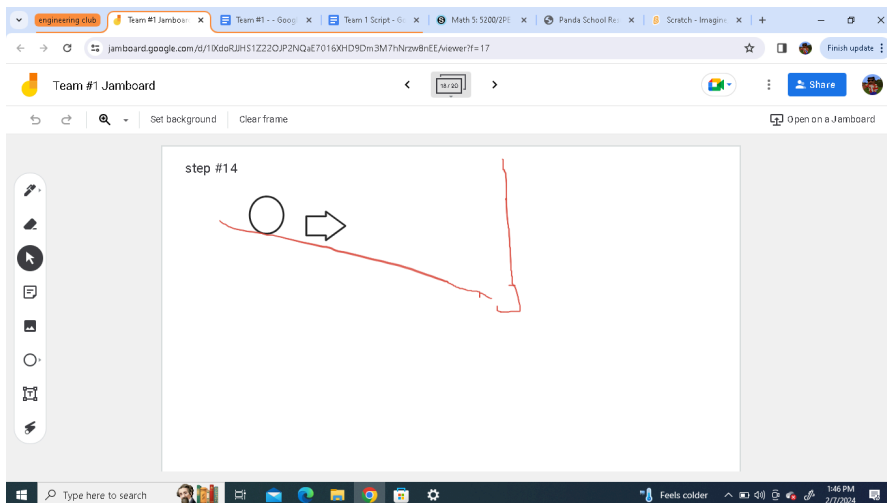 engineering club
Team #1 Jamboar
Team #1 - - Goog
Team 1 Script - G
Math 5: 5200/2PE
Panda School Re
Scratch - Imagine
jamboard.google.com/d/1lXdoRJJHS1Z22OJP2NQaE7016XHD9Dm3M7hNrzwBnEE/viewer?f=17
Finish update
Team #1 Jamboard
18 / 20
Share
Set background
Clear frame
Open on a Jamboard
step #14
Type here to search
Feels colder
1:46 PM
2/7/2024